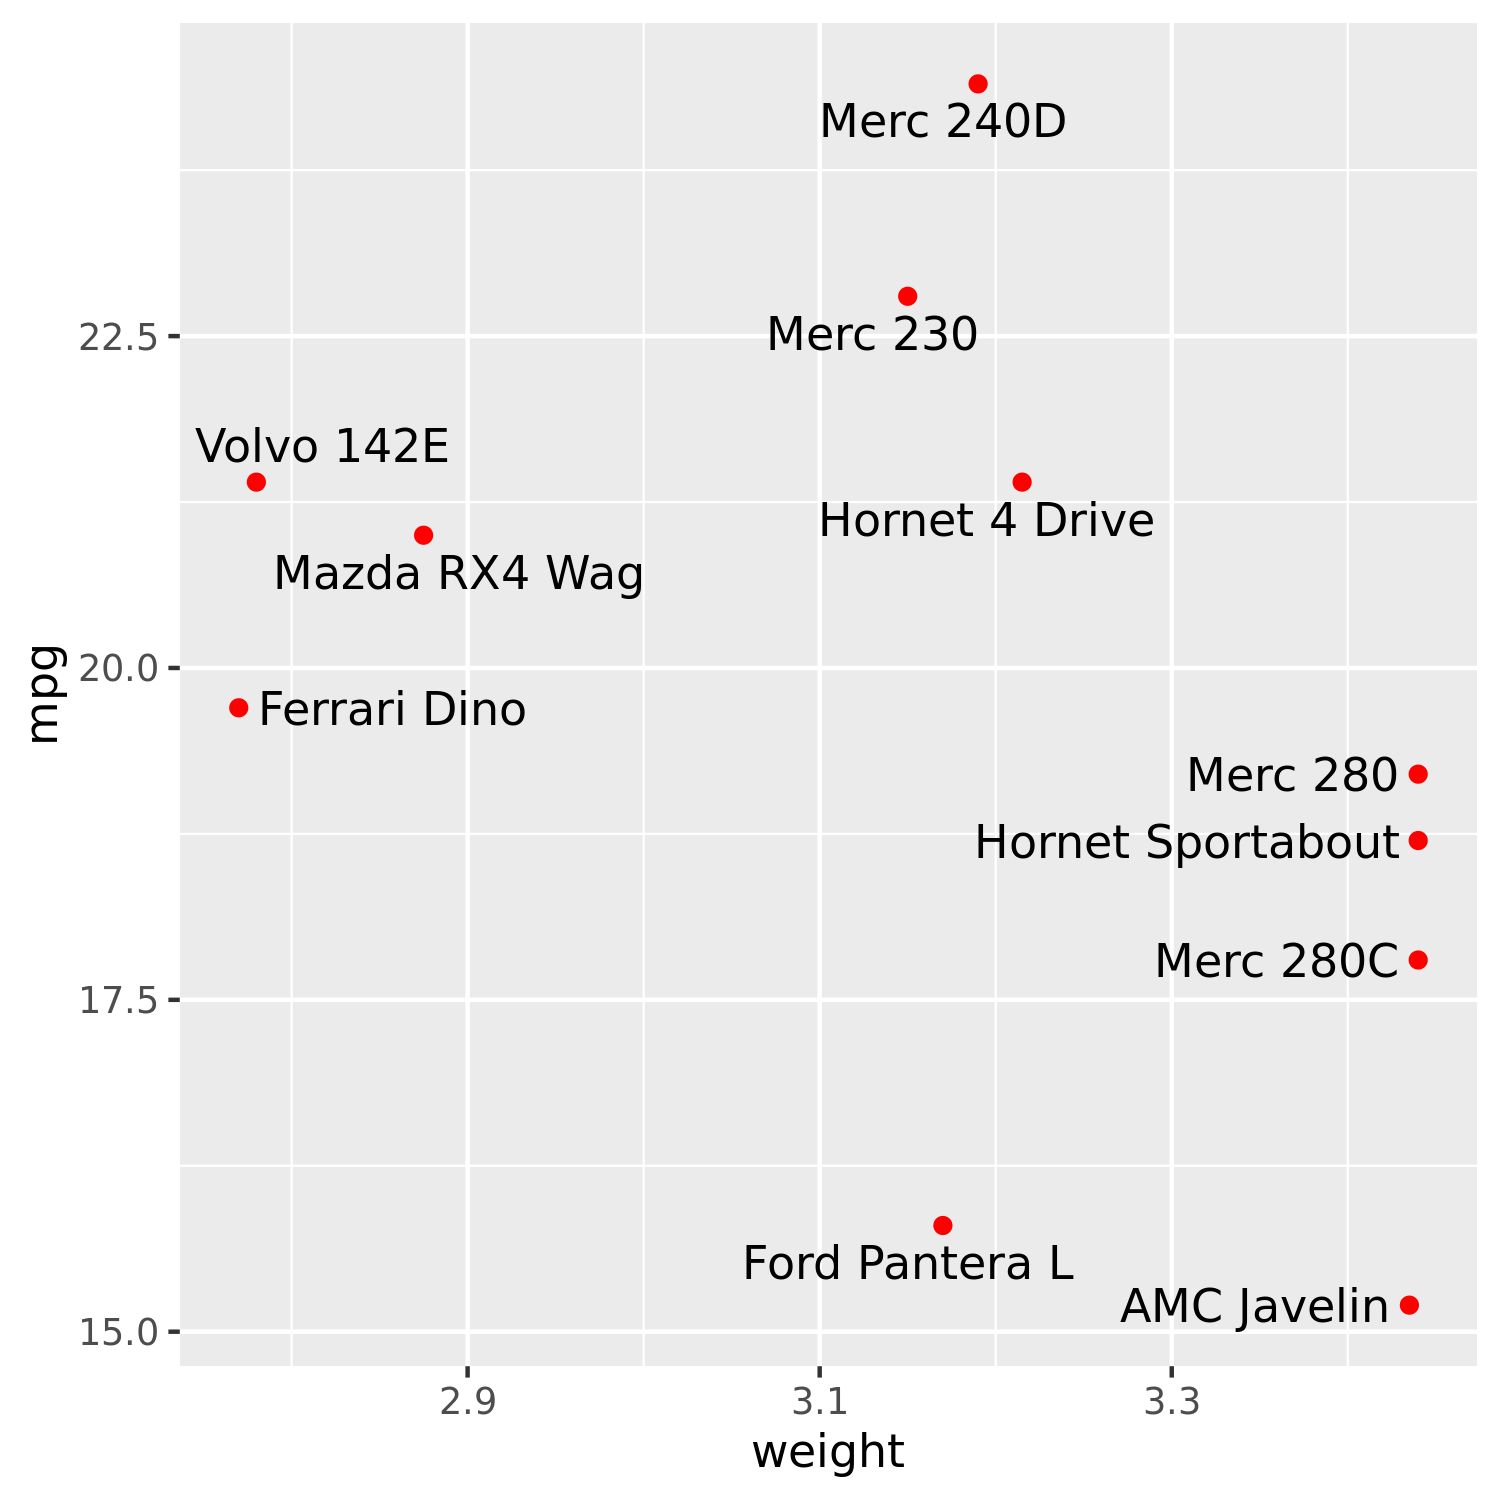 Merc 240D
Merc 230
22.5
Volvo 142E
Hornet 4 Drive
Mazda RX4 Wag
mpg
20.0
Ferrari Dino
Merc 280
Hornet Sportabout
Merc 280C
17.5
Ford Pantera L
AMC Javelin
15.0
2.9 3.1 3.3
weight